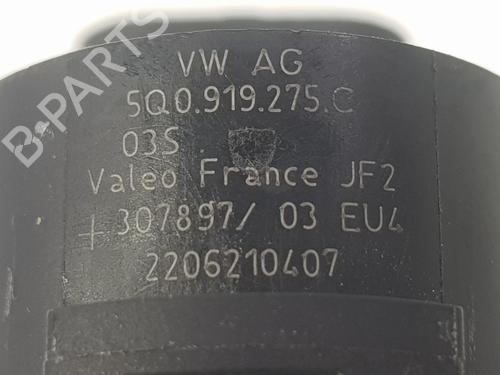 VW AG
5Q0.919.275.C
03S
Valeo France JF2
+307897/ 03 EU4
2206210407
B-PARTS